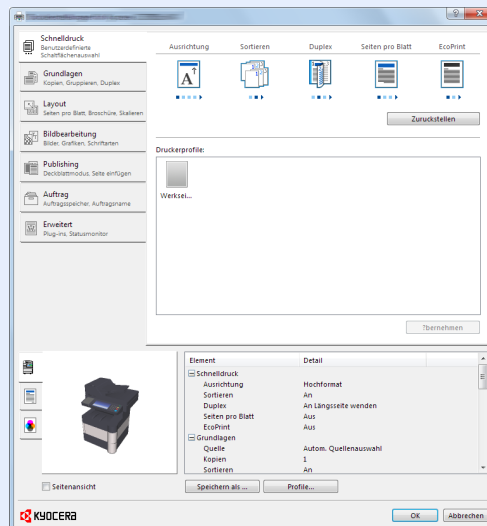 Schnelldruck
Benutzerdefinierte
Schaltflächenauswahl
Grundlagen
Kopien, Gruppieren, Duplex
Layout
Seiten pro Blatt, Broschüre, Skalieren
Bildbearbeitung
Bilder, Grafiken, Schriftarten
Publishing
Deckblattmodus, Seite einfügen
Auftrag
Auftragsspeicher, Auftragsname
Erweitert
Plug-ins, Statusmonitor
Ausrichtung Sortieren Duplex Seiten pro Blatt EcoPrint
A
Zuruckstellen
Druckerprofile:
Werksei...
?bernehmen
Element Detail
Schnelldruck
Ausrichtung Hochformat
Sortieren An
Duplex An Längsseite wenden
Seiten pro Blatt Aus
EcoPrint Aus
Grundlagen
Quelle Autom. Quellenauswahl
Kopien 1
Sortieren An
Seitenansicht
Speichern als ... Profile...
KYOCERA
OK Abbrechen